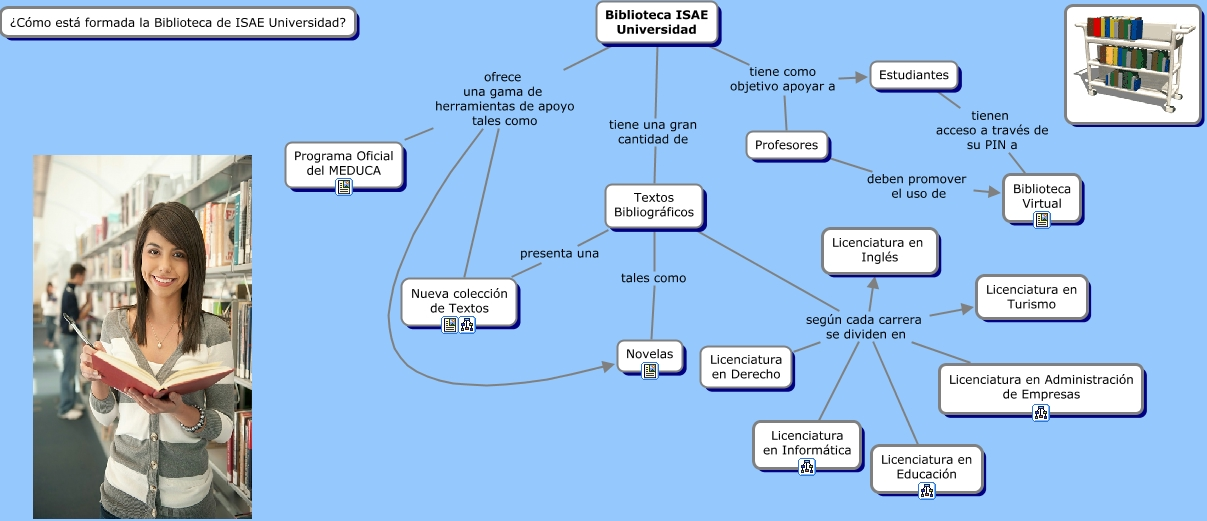 ¿Cómo está formada la Biblioteca de ISAE Universidad?
Biblioteca ISAE
Universidad
ofrece
una gama de
herramientas de apoyo
tales como
Programa Oficial
del MEDUCA
tiene una gran
cantidad de
tiene como
objetivo apoyar a
Estudiantes
Profesores
tienen
acceso a través de
su PIN a
deben promover
el uso de
Biblioteca
Virtual
Textos
Bibliográficos
presenta una
Nueva colección
de Textos
tales como
Novelas
según cada carrera
se dividen en
Licenciatura en
Inglés
Licenciatura en
Turismo
Licenciatura
en Derecho
Licenciatura en Administración
de Empresas
Licenciatura
en Informática
Licenciatura en
Educación